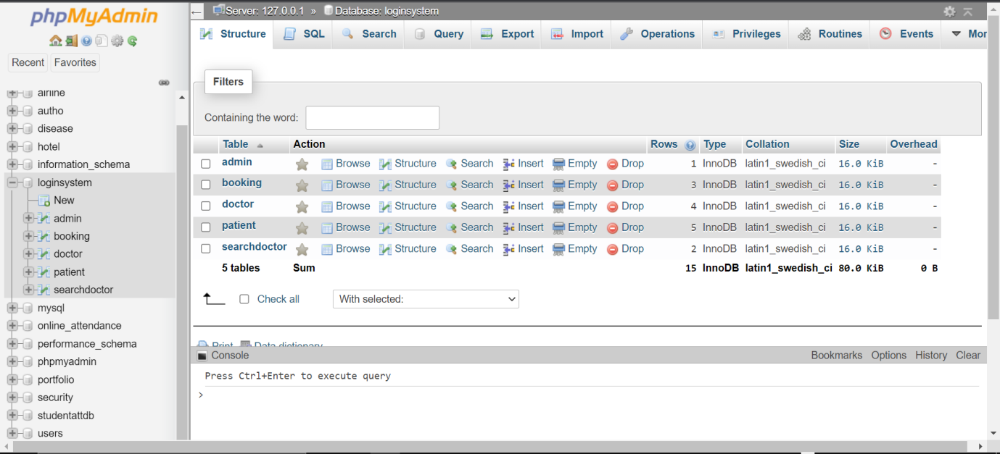 phpMyAdmin
Recent Favorites
airline
autho
disease
hotel
information_schema
loginsystem
New
admin
booking
doctor
patient
searchdoctor
mysql
online_attendance
performance_schema
phpmyadmin
portfolio
security
studentattdb
users
Server: 127.0.0.1 » Database: loginsystem
Structure SQL Search Query Export Import Operations Privileges Routines Events Mor
Filters
Containing the word:
Table Action Rows Type Collation Size Overhead
admin Browse Structure Search Insert Empty Drop 1 InnoDB latin1_swedish_ci 16.0 KiB -
booking Browse Structure Search Insert Empty Drop 3 InnoDB latin1_swedish_ci 16.0 KiB -
doctor Browse Structure Search Insert Empty Drop 4 InnoDB latin1_swedish_ci 16.0 KiB -
patient Browse Structure Search Insert Empty Drop 5 InnoDB latin1_swedish_ci 16.0 KiB -
searchdoctor Browse Structure Search Insert Empty Drop 2 InnoDB latin1_swedish_ci 16.0 KiB -
5 tables Sum 15 InnoDB latin1_swedish_ci 80.0 KiB 0 B
Check all With selected:
Print Data dictionary
Console Bookmarks Options History Clear
Press Ctrl+Enter to execute query
>